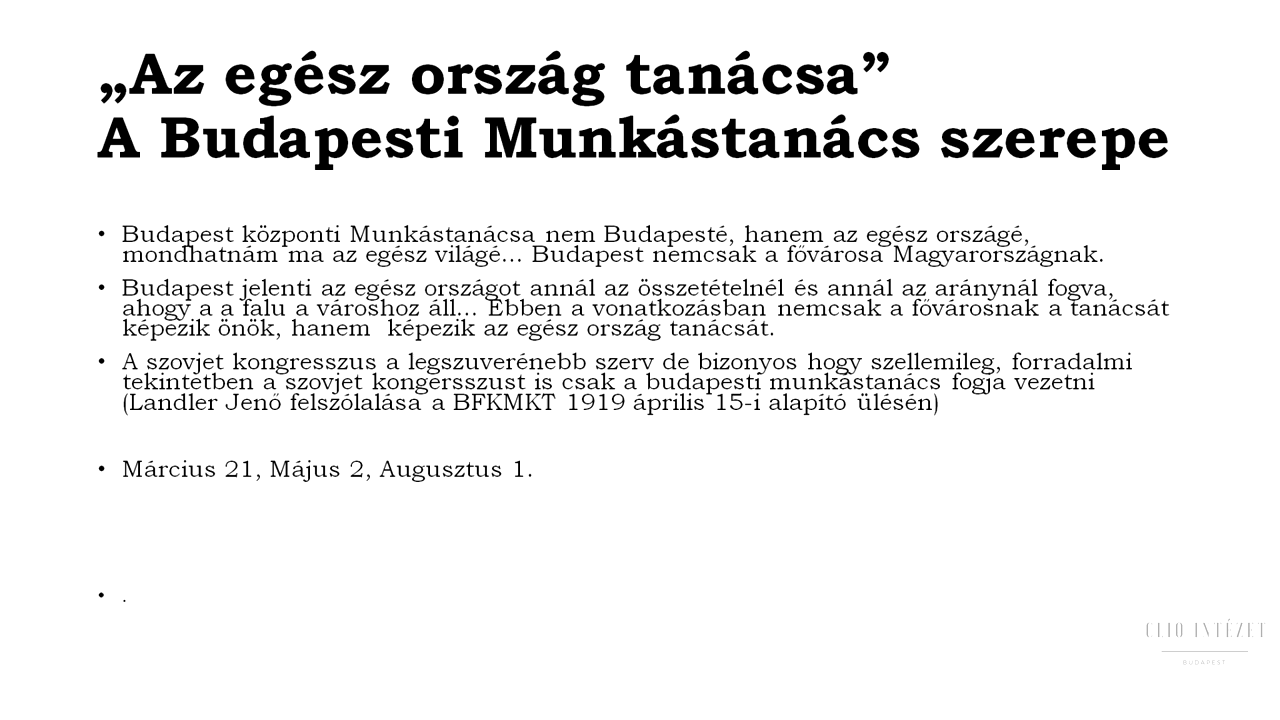 „Az egész ország tanácsa”
A Budapesti Munkástanács szerepe
• Budapest központi Munkástanácsa nem Budapesté, hanem az egész országé,
mondhatnám ma az egész világé… Budapest nemcsak a fővárosa Magyarországnak.
• Budapest jelenti az egész országot annál az összetételnél és annál az aránynál fogva,
ahogy a a falu a városhoz áll… Ebben a vonatkozásban nemcsak a fővárosnak a tanácsát
képezik önök, hanem  képezik az egész ország tanácsát.
• A szovjet kongresszus a legszuverénebb szerv de bizonyos hogy szellemileg, forradalmi
tekintetben a szovjet kongersszust is csak a budapesti munkástanács fogja vezetni
(Landler Jenő felszólalása a BFKMKT 1919 április 15-i alapító ülésén)
• Március 21, Május 2, Augusztus 1.
• .
CLIO INTÉZET
BUDAPEST